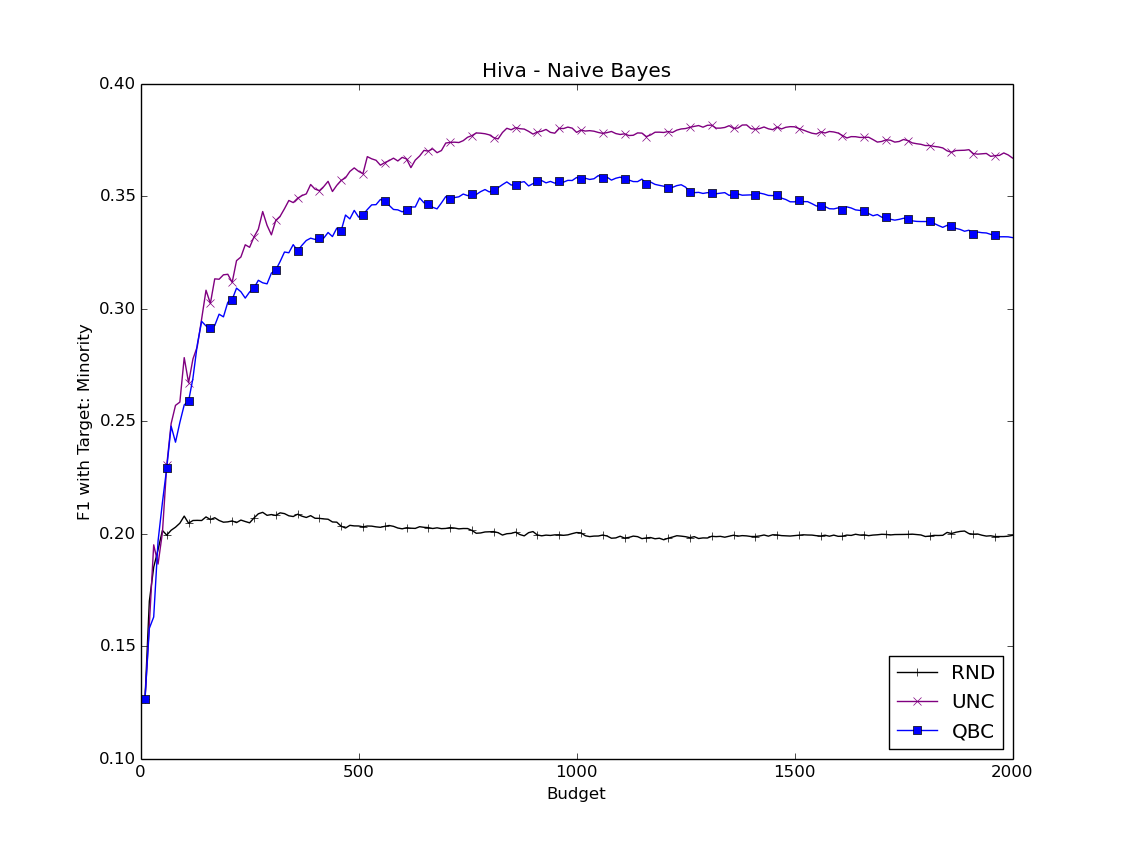 Hiva - Naive Bayes
0.40
0.35
0.30
0.25
0.20
0.15
0.10
F1 with Target: Minority
RND
UNC
QBC
0 500 1000 1500 2000
Budget